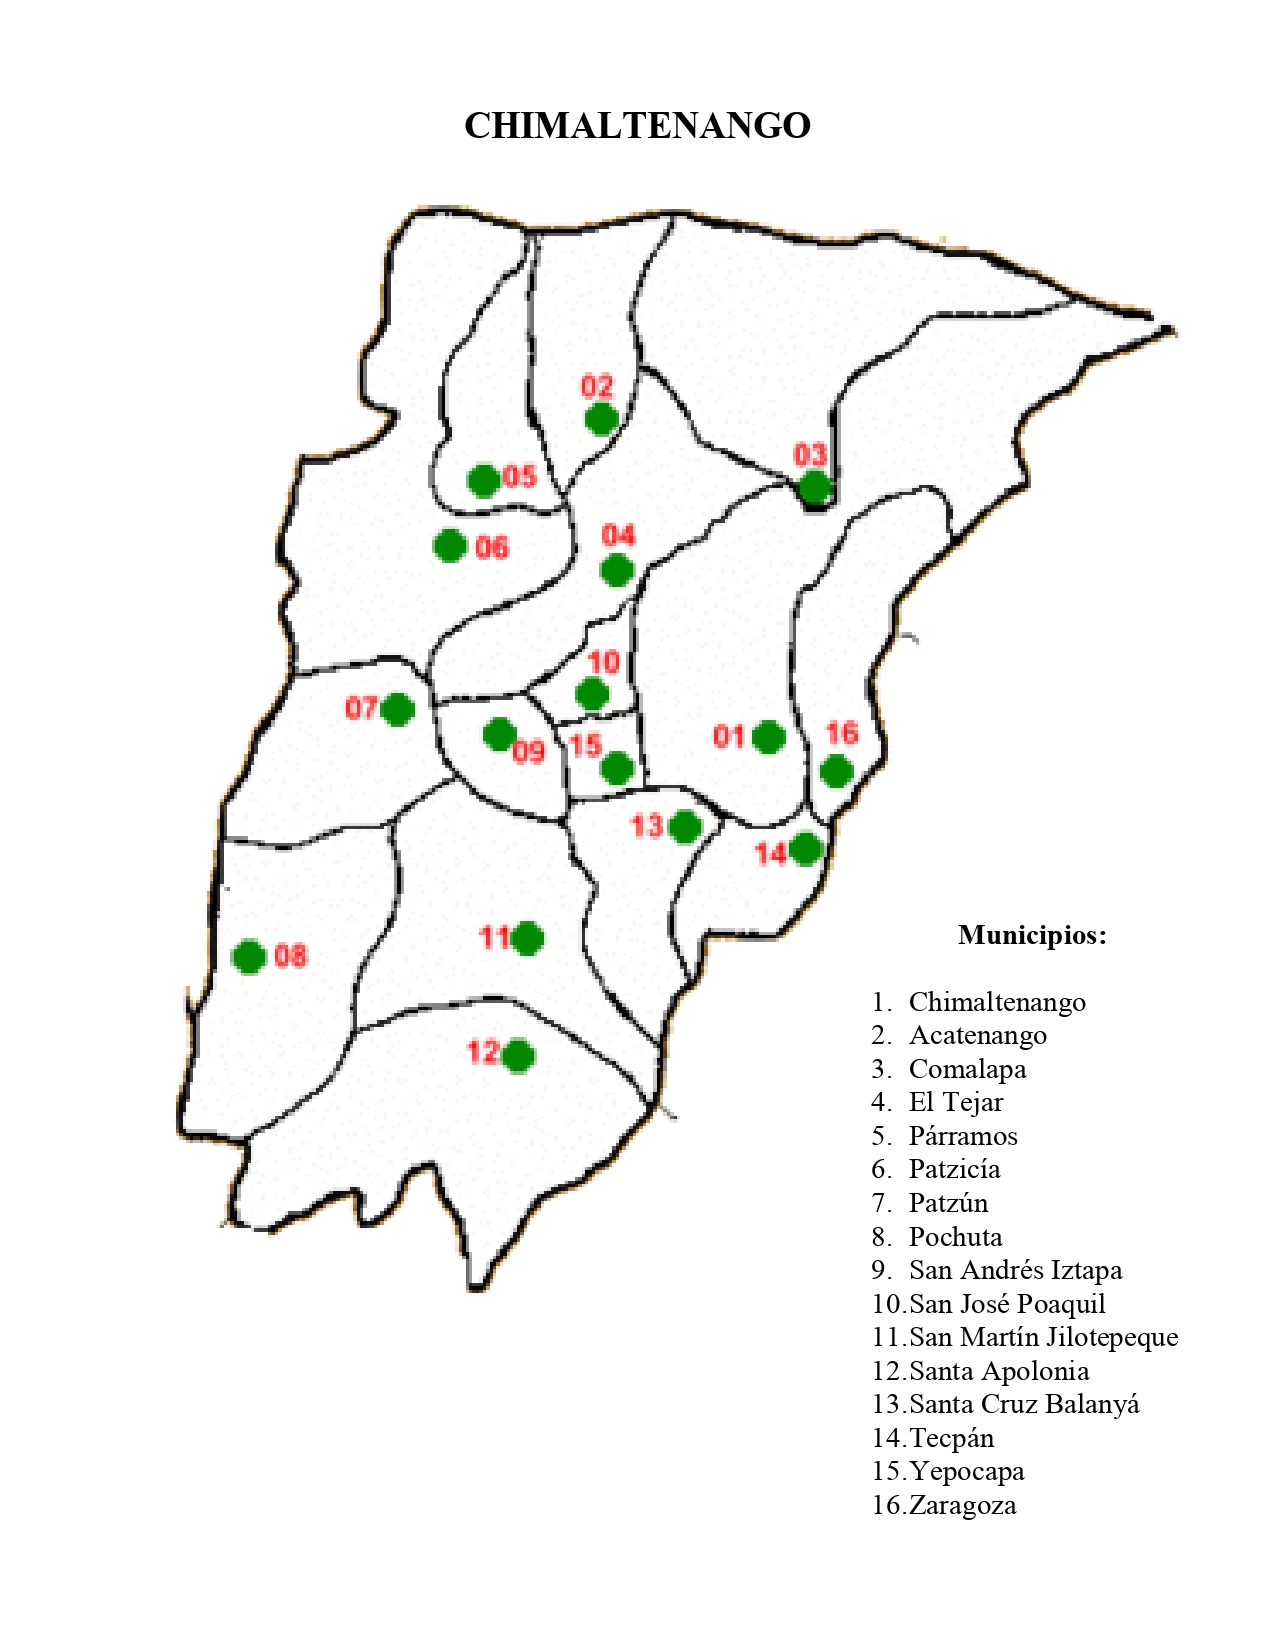 CHIMALTENANGO
02
03
05
04
06
10
07
01
16
15
09
13
14
11
08
12
Municipios:
1. Chimaltenango
2. Acatenango
3. Comalapa
4. El Tejar
5. Párramos
6. Patzicía
7. Patzún
8. Pochuta
9. San Andrés Iztapa
10.San José Poaquil
11.San Martín Jilotepeque
12.Santa Apolonia
13.Santa Cruz Balanyá
14.Tecpán
15.Yepocapa
16.Zaragoza